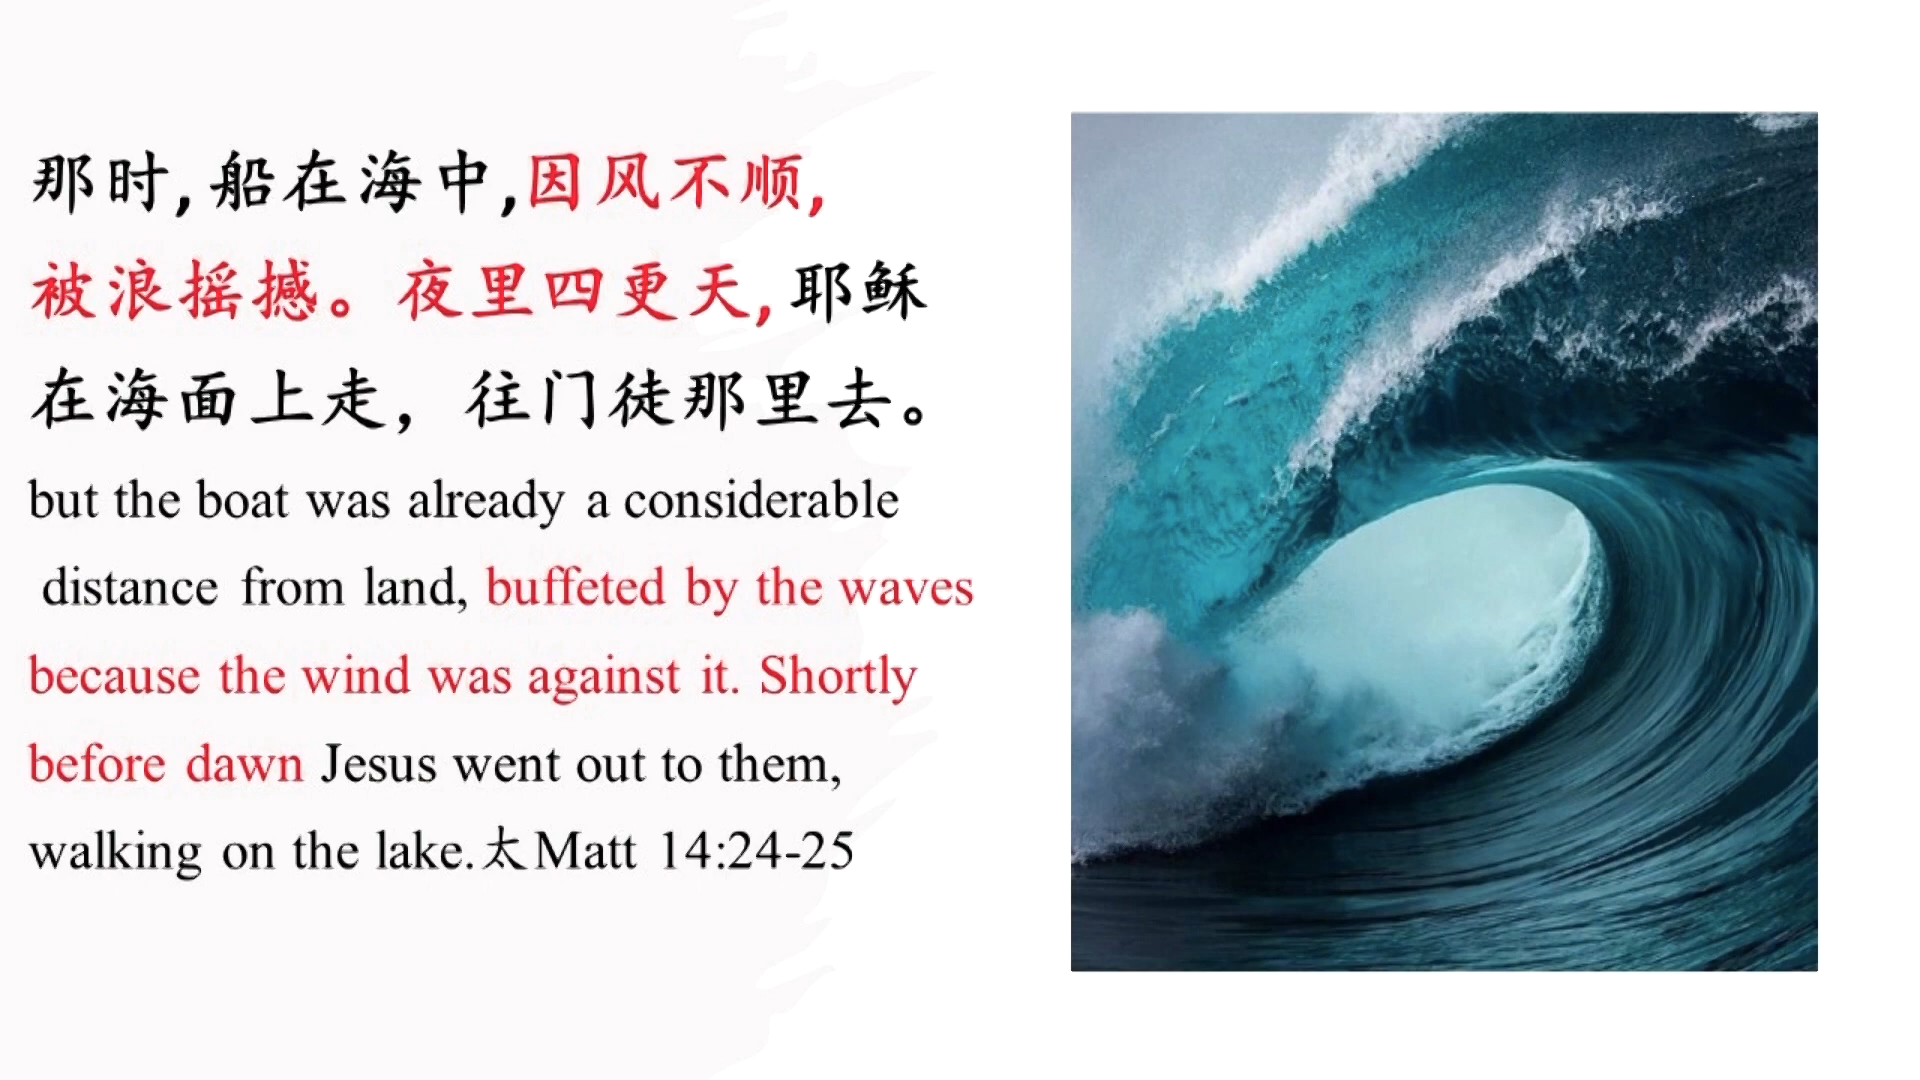 那时,船在海中,因风不顺,
被浪摇撼。夜里四更天,耶稣
在海面上走，往门徒那里去。
but the boat was already a considerable
distance from land, buffeted by the waves
because the wind was against it. Shortly
before dawn Jesus went out to them,
walking on the lake.太Matt 14:24-25